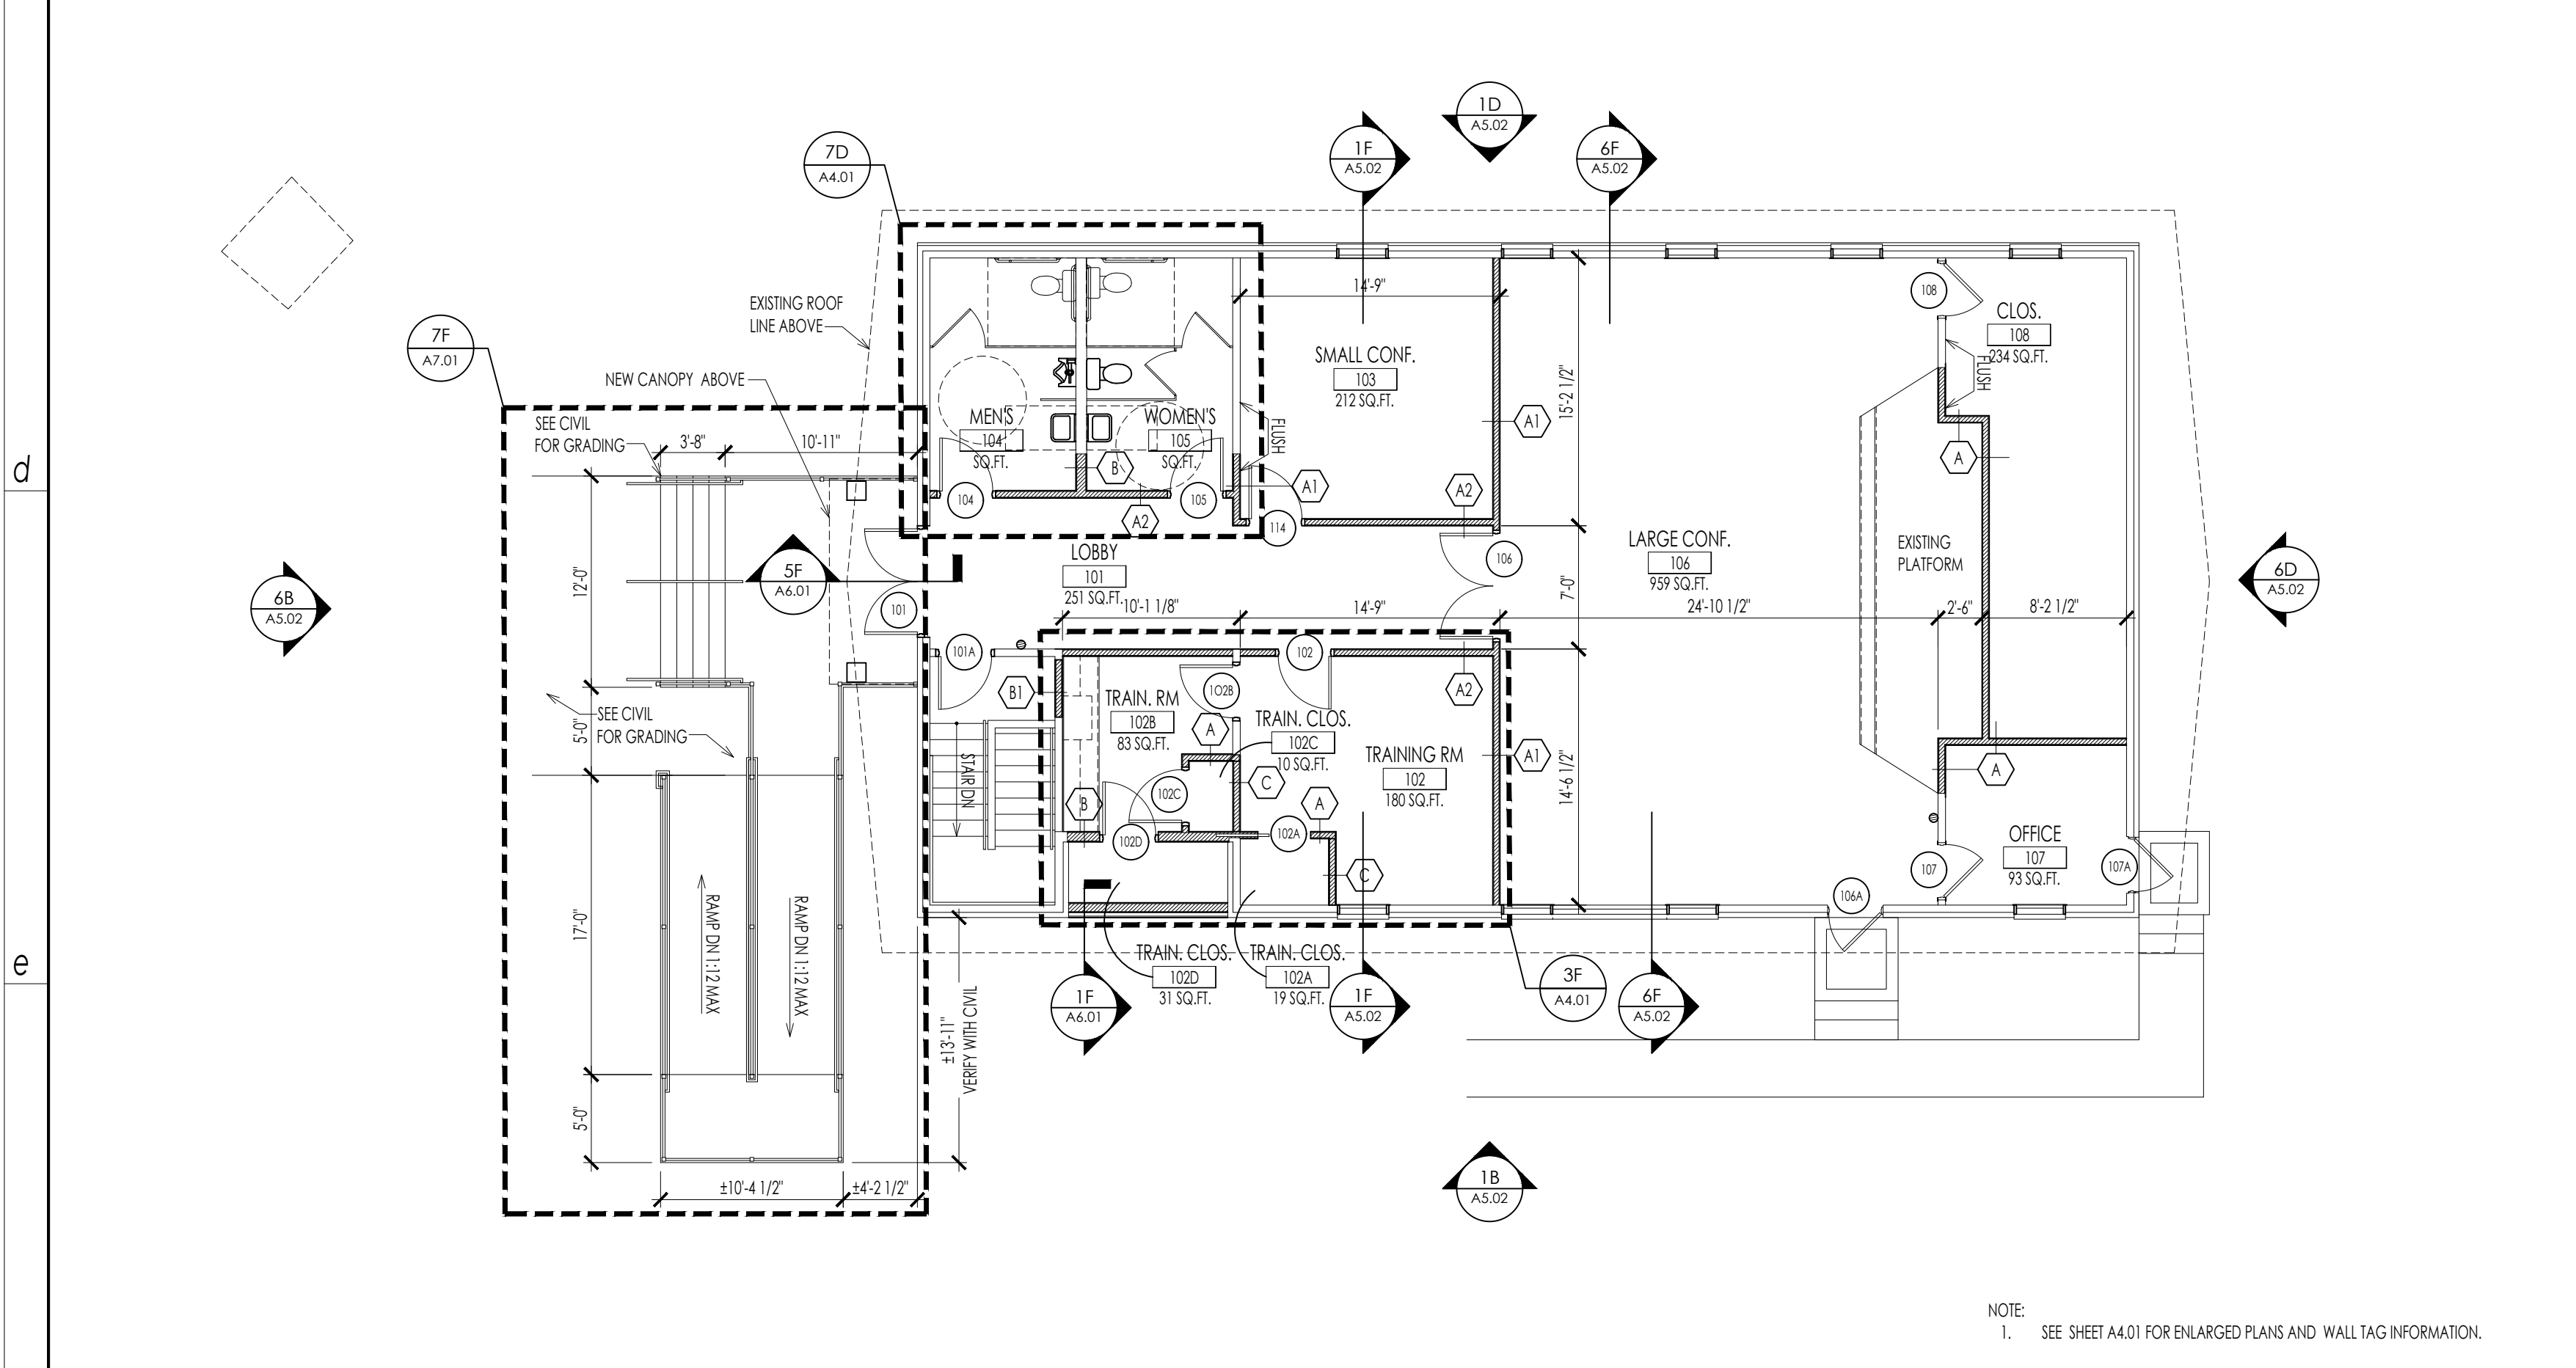 1D
A5.02
1F
A5.02
6F
A5.02
7D
A4.01
EXISTING ROOF
LINE ABOVE
7F
A7.01
NEW CANOPY ABOVE
SEE CIVIL
FOR GRADING
3'-8"
10'-11"
14'-9"
SMALL CONF.
103
212 SQ.FT.
15'-2 1/2"
108
CLOS.
108
234 SQ.FT.
FLUSH
MEN'S
104
SQ.FT.
WOMEN'S
105
SQ.FT.
FLUSH
B
A1
A1
A2
A
104
A2
105
114
d
LOBBY
101
251 SQ.FT.
106
LARGE CONF.
106
959 SQ.FT.
EXISTING
PLATFORM
12'-0"
5F
A6.01
101
6B
A5.02
6D
A5.02
7'-0"
10'-1 1/8"
14'-9"
24'-10 1/2"
2'-6"
8'-2 1/2"
101A
102
B1
TRAIN. RM
102B
83 SQ.FT.
102B
A2
SEE CIVIL
FOR GRADING
5'-0"
A
TRAIN. CLOS.
102C
10 SQ.FT.
TRAINING RM
102
180 SQ.FT.
A1
14'-6 1/2"
A
STAIR DN
B
102C
C
A
102D
102A
C
OFFICE
107
93 SQ.FT.
107
107A
106A
17'-0"
RAMP DN 1:12 MAX
RAMP DN 1:12 MAX
e
TRAIN. CLOS.
102D
31 SQ.FT.
TRAIN. CLOS.
102A
19 SQ.FT.
1F
A6.01
1F
A5.02
3F
A4.01
6F
A5.02
±13'-11"
VERIFY WITH CIVIL
5'-0"
±10'-4 1/2"
±4'-2 1/2"
1B
A5.02
NOTE:
1. SEE SHEET A4.01 FOR ENLARGED PLANS AND WALL TAG INFORMATION.